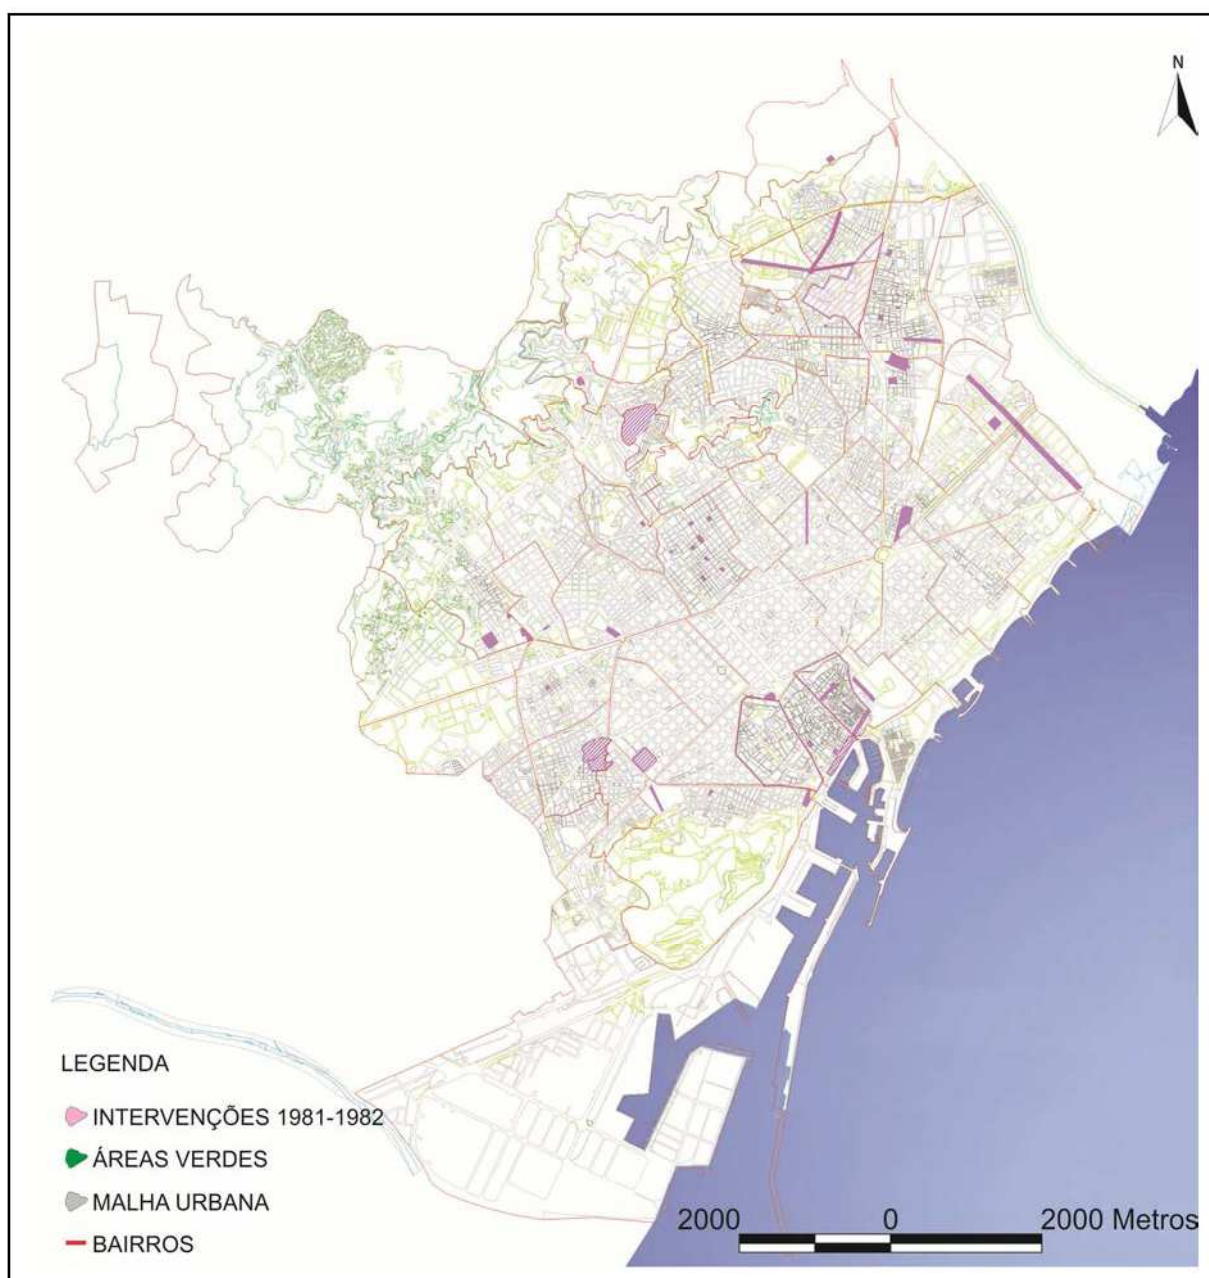 N
LEGENDA
INTERVENÇÕES 1981-1982
ÁREAS VERDES
MALHA URBANA
BAIRROS
2000 0 2000 Metros